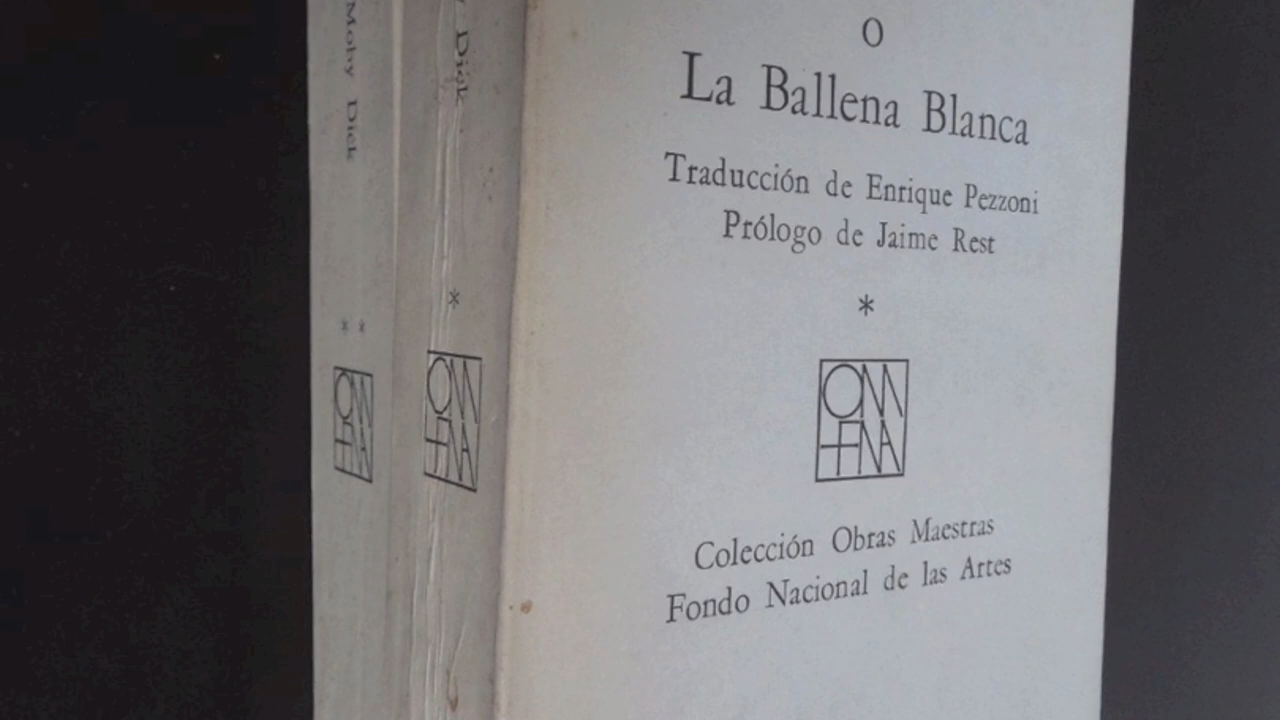 Moby Dick
* *
Dick
*
O
La Ballena Blanca
Traducción de Enrique Pezzoni
Prólogo de Jaime Rest
*
Colección Obras Maestras
Fondo Nacional de las Artes